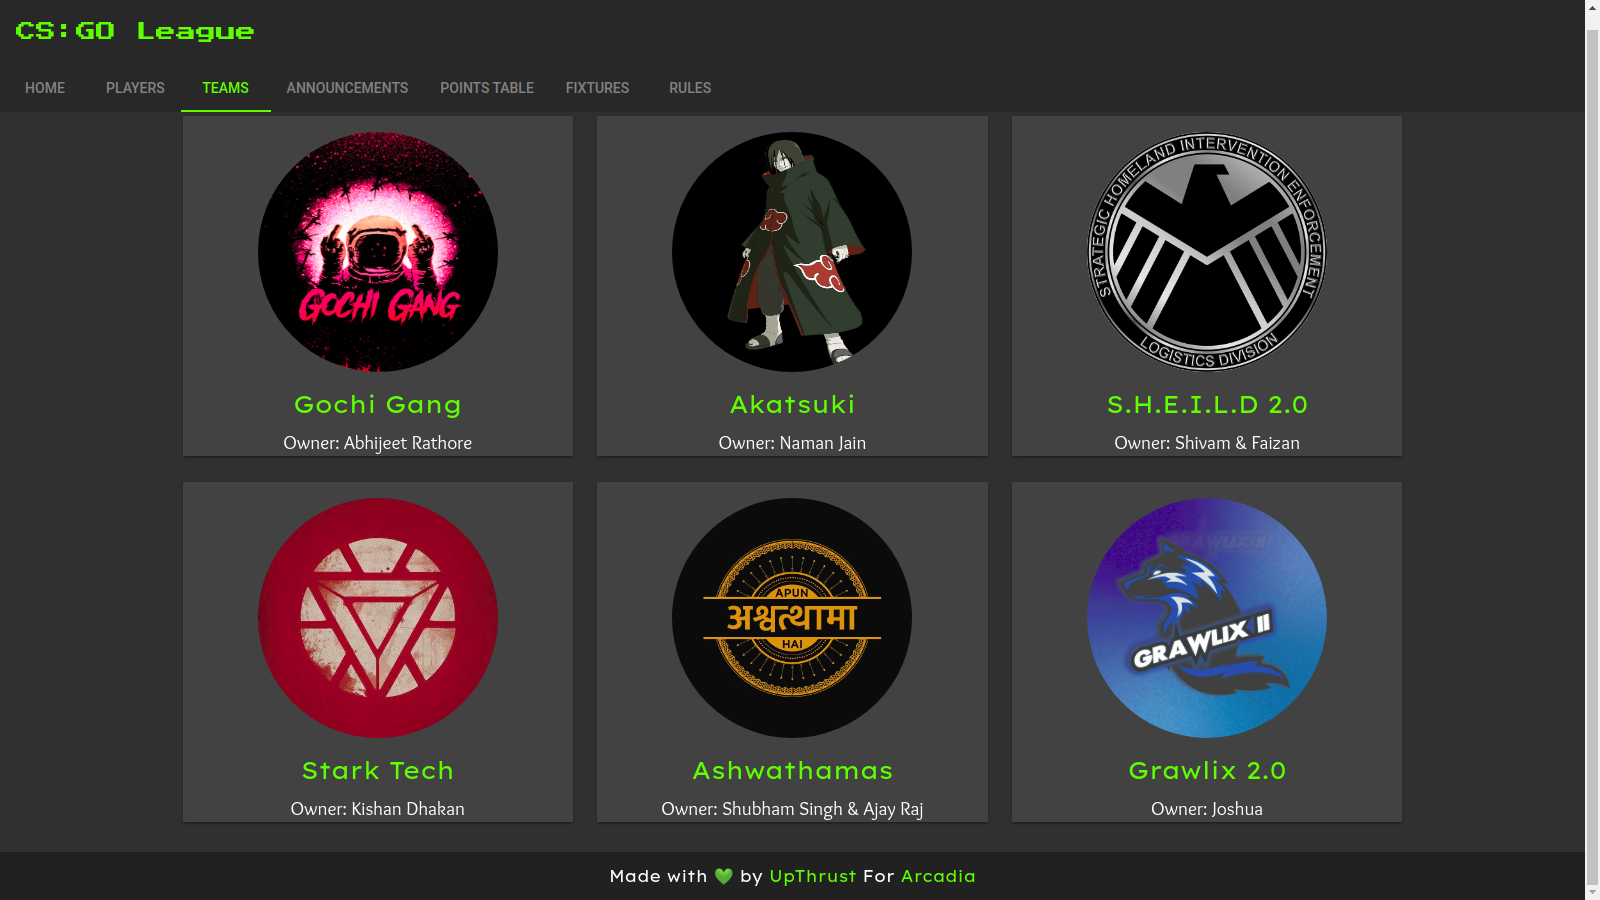 CS:GO League
HOME PLAYERS TEAMS ANNOUNCEMENTS POINTS TABLE FIXTURES RULES
GOCHI GANG
STRATEGIC HOMELAND INTERVENTION ENFORCEMENT
LOGISTICS DIVISION
Gochi Gang
Owner: Abhijeet Rathore
Akatsuki
Owner: Naman Jain
S.H.E.I.L.D 2.0
Owner: Shivam & Faizan
APUN
अश्वत्थामा
HAI
GRAWLIX II
GRAWLIX II
Stark Tech
Owner: Kishan Dhakan
Ashwathamas
Owner: Shubham Singh & Ajay Raj
Grawlix 2.0
Owner: Joshua
Made with 💚 by UpThrust For Arcadia